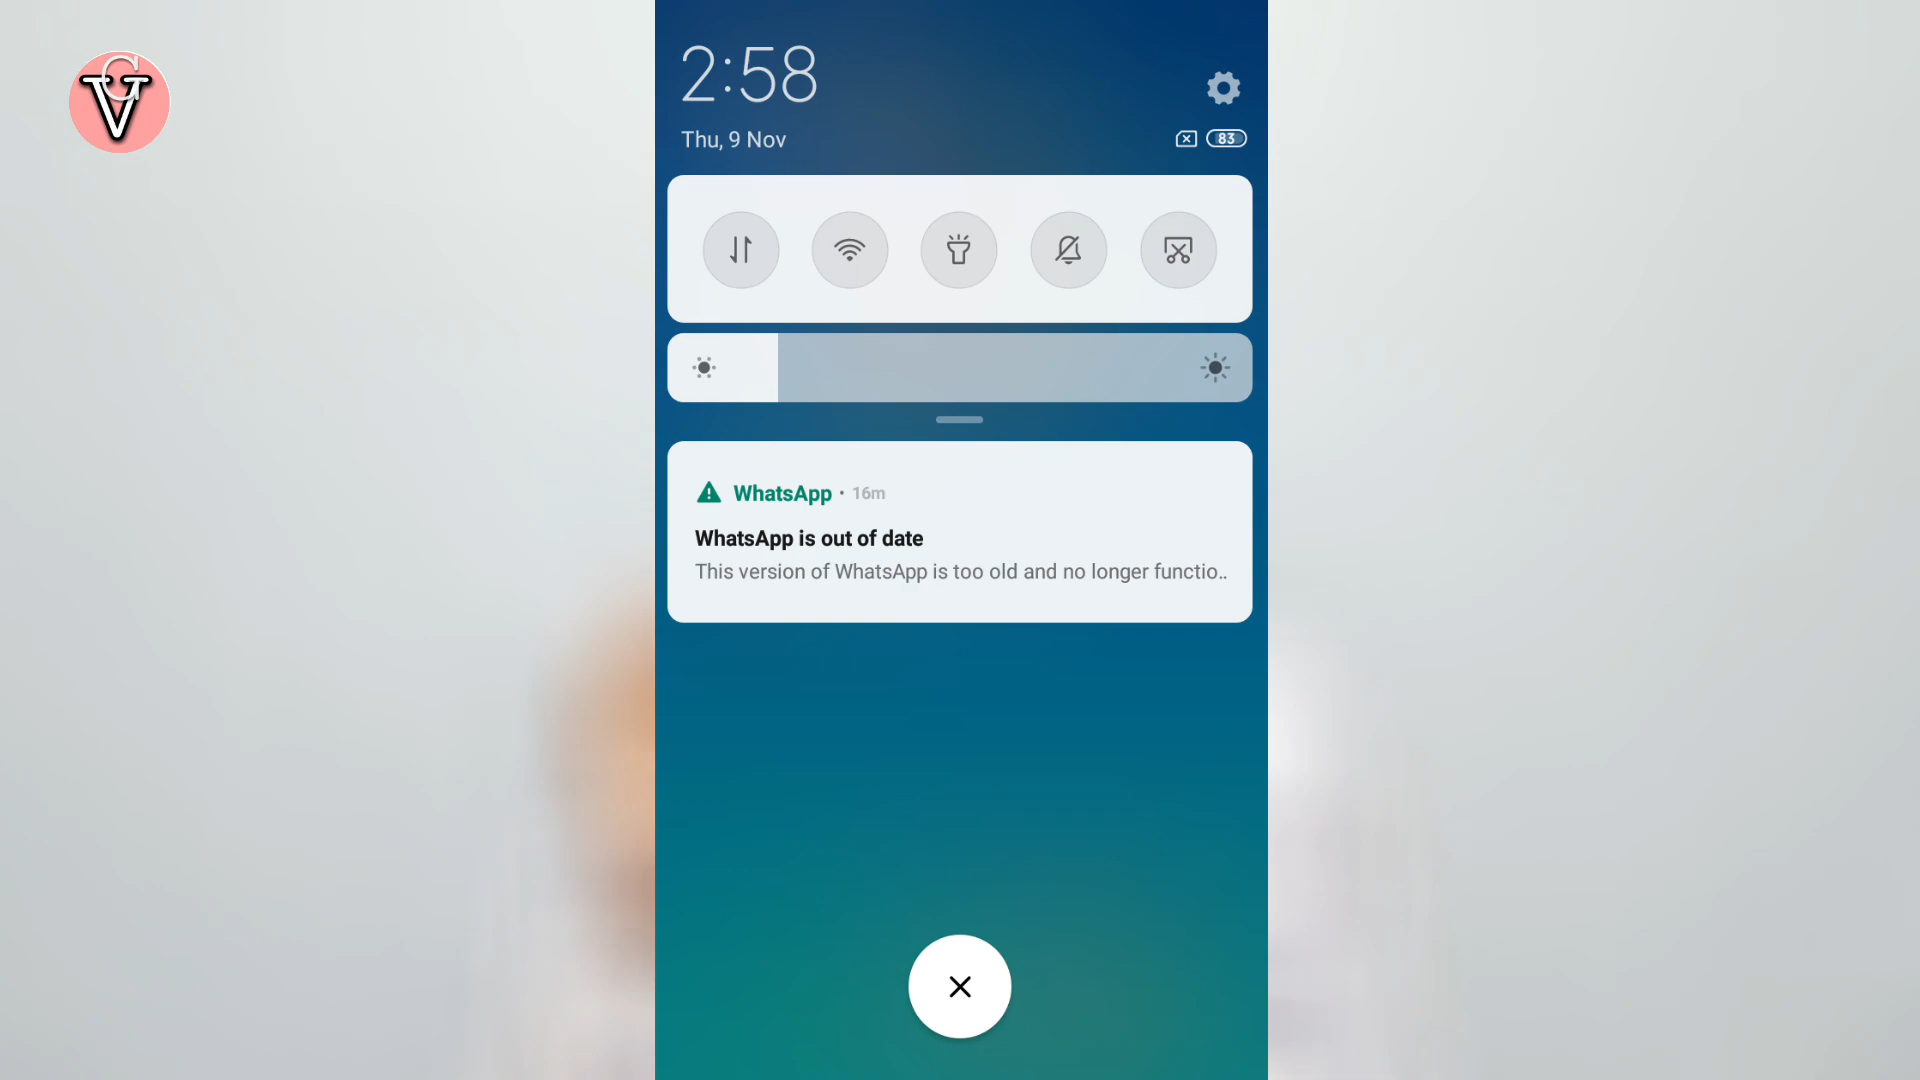 VG
2:58
Thu, 9 Nov
83
WhatsApp • 16m
WhatsApp is out of date
This version of WhatsApp is too old and no longer functio..